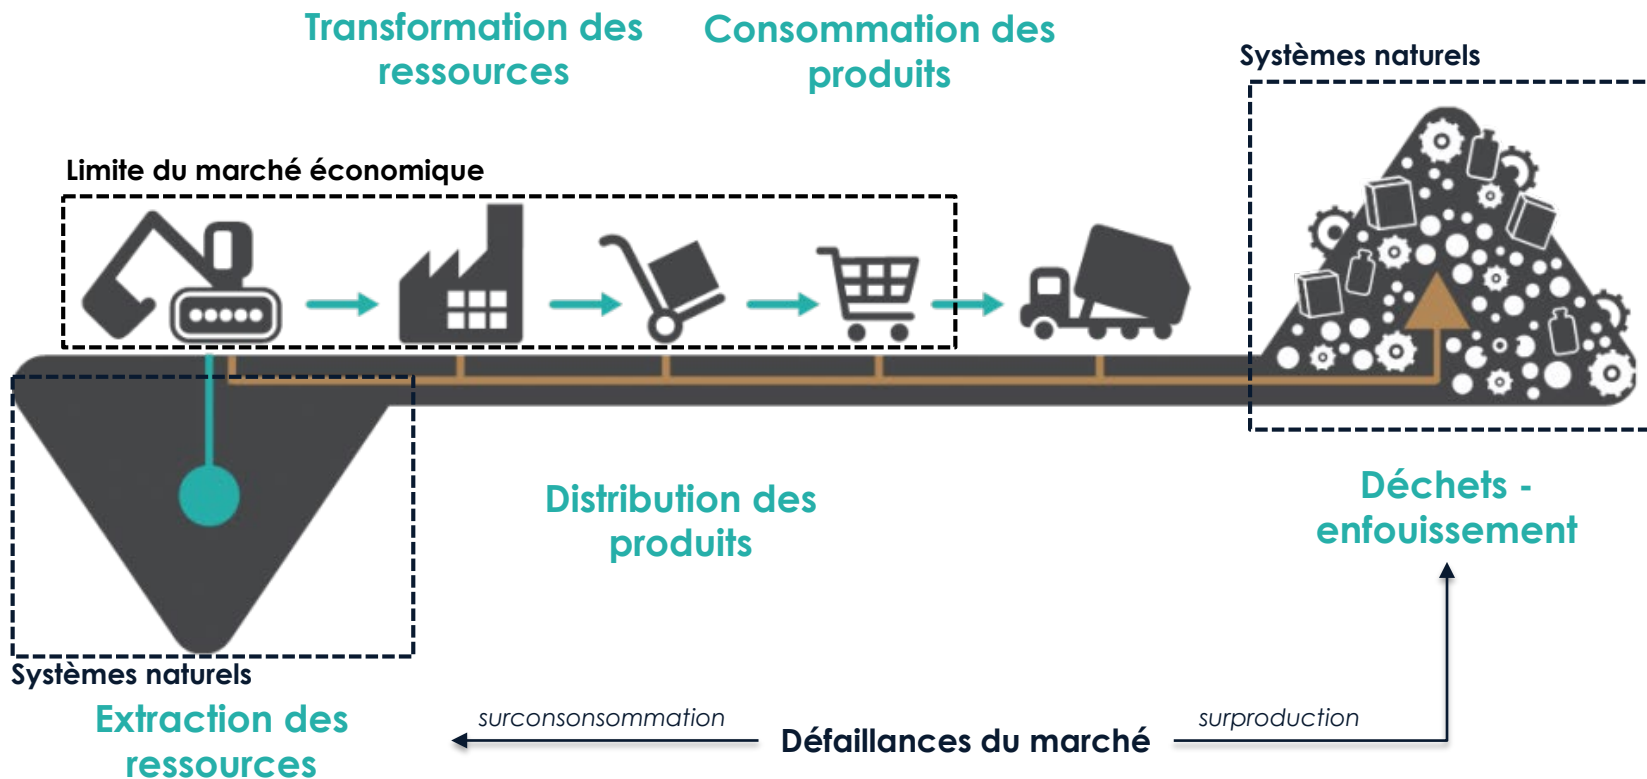 Transformation des
ressources
Consommation des
produits
Systèmes naturels
Limite du marché économique
Distribution des
produits
Déchets -
enfouissement
Systèmes naturels
Extraction des
ressources
surconsonsommation
Défaillances du marché
surproduction